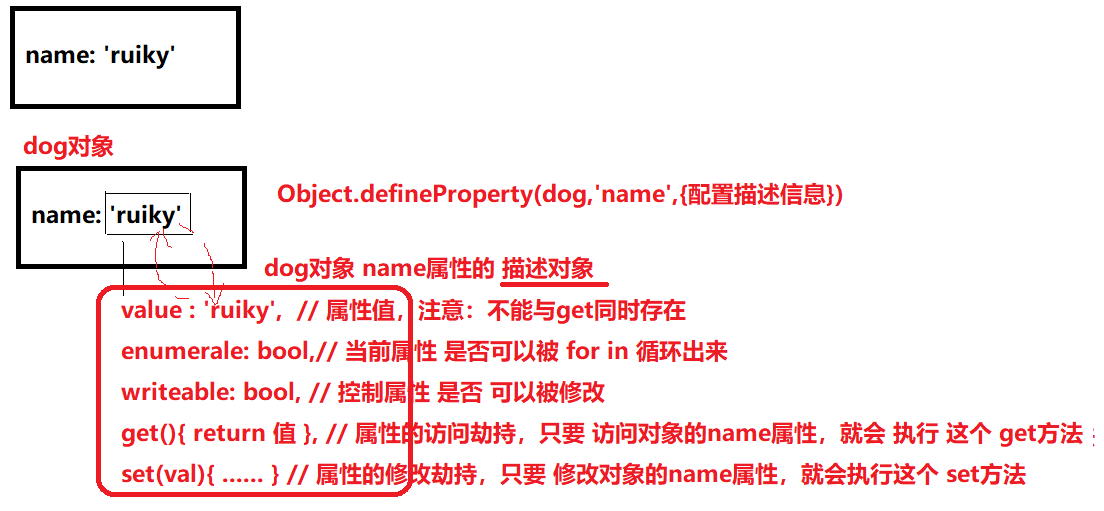 name: 'ruiky'
dog对象
name: 'ruiky'
Object.defineProperty(dog,'name',{配置描述信息})
dog对象 name属性的 描述对象
value : 'ruiky',  // 属性值，注意：不能与get同时存在
enumerale: bool,// 当前属性 是否可以被 for in 循环出来
writeable: bool, // 控制属性 是否 可以被修改
get(){ return 值 }, // 属性的访问劫持，只要 访问对象的name属性，就会 执行 这个 get方法
set(val){ …… } // 属性的修改劫持，只要 修改对象的name属性，就会执行这个 set方法